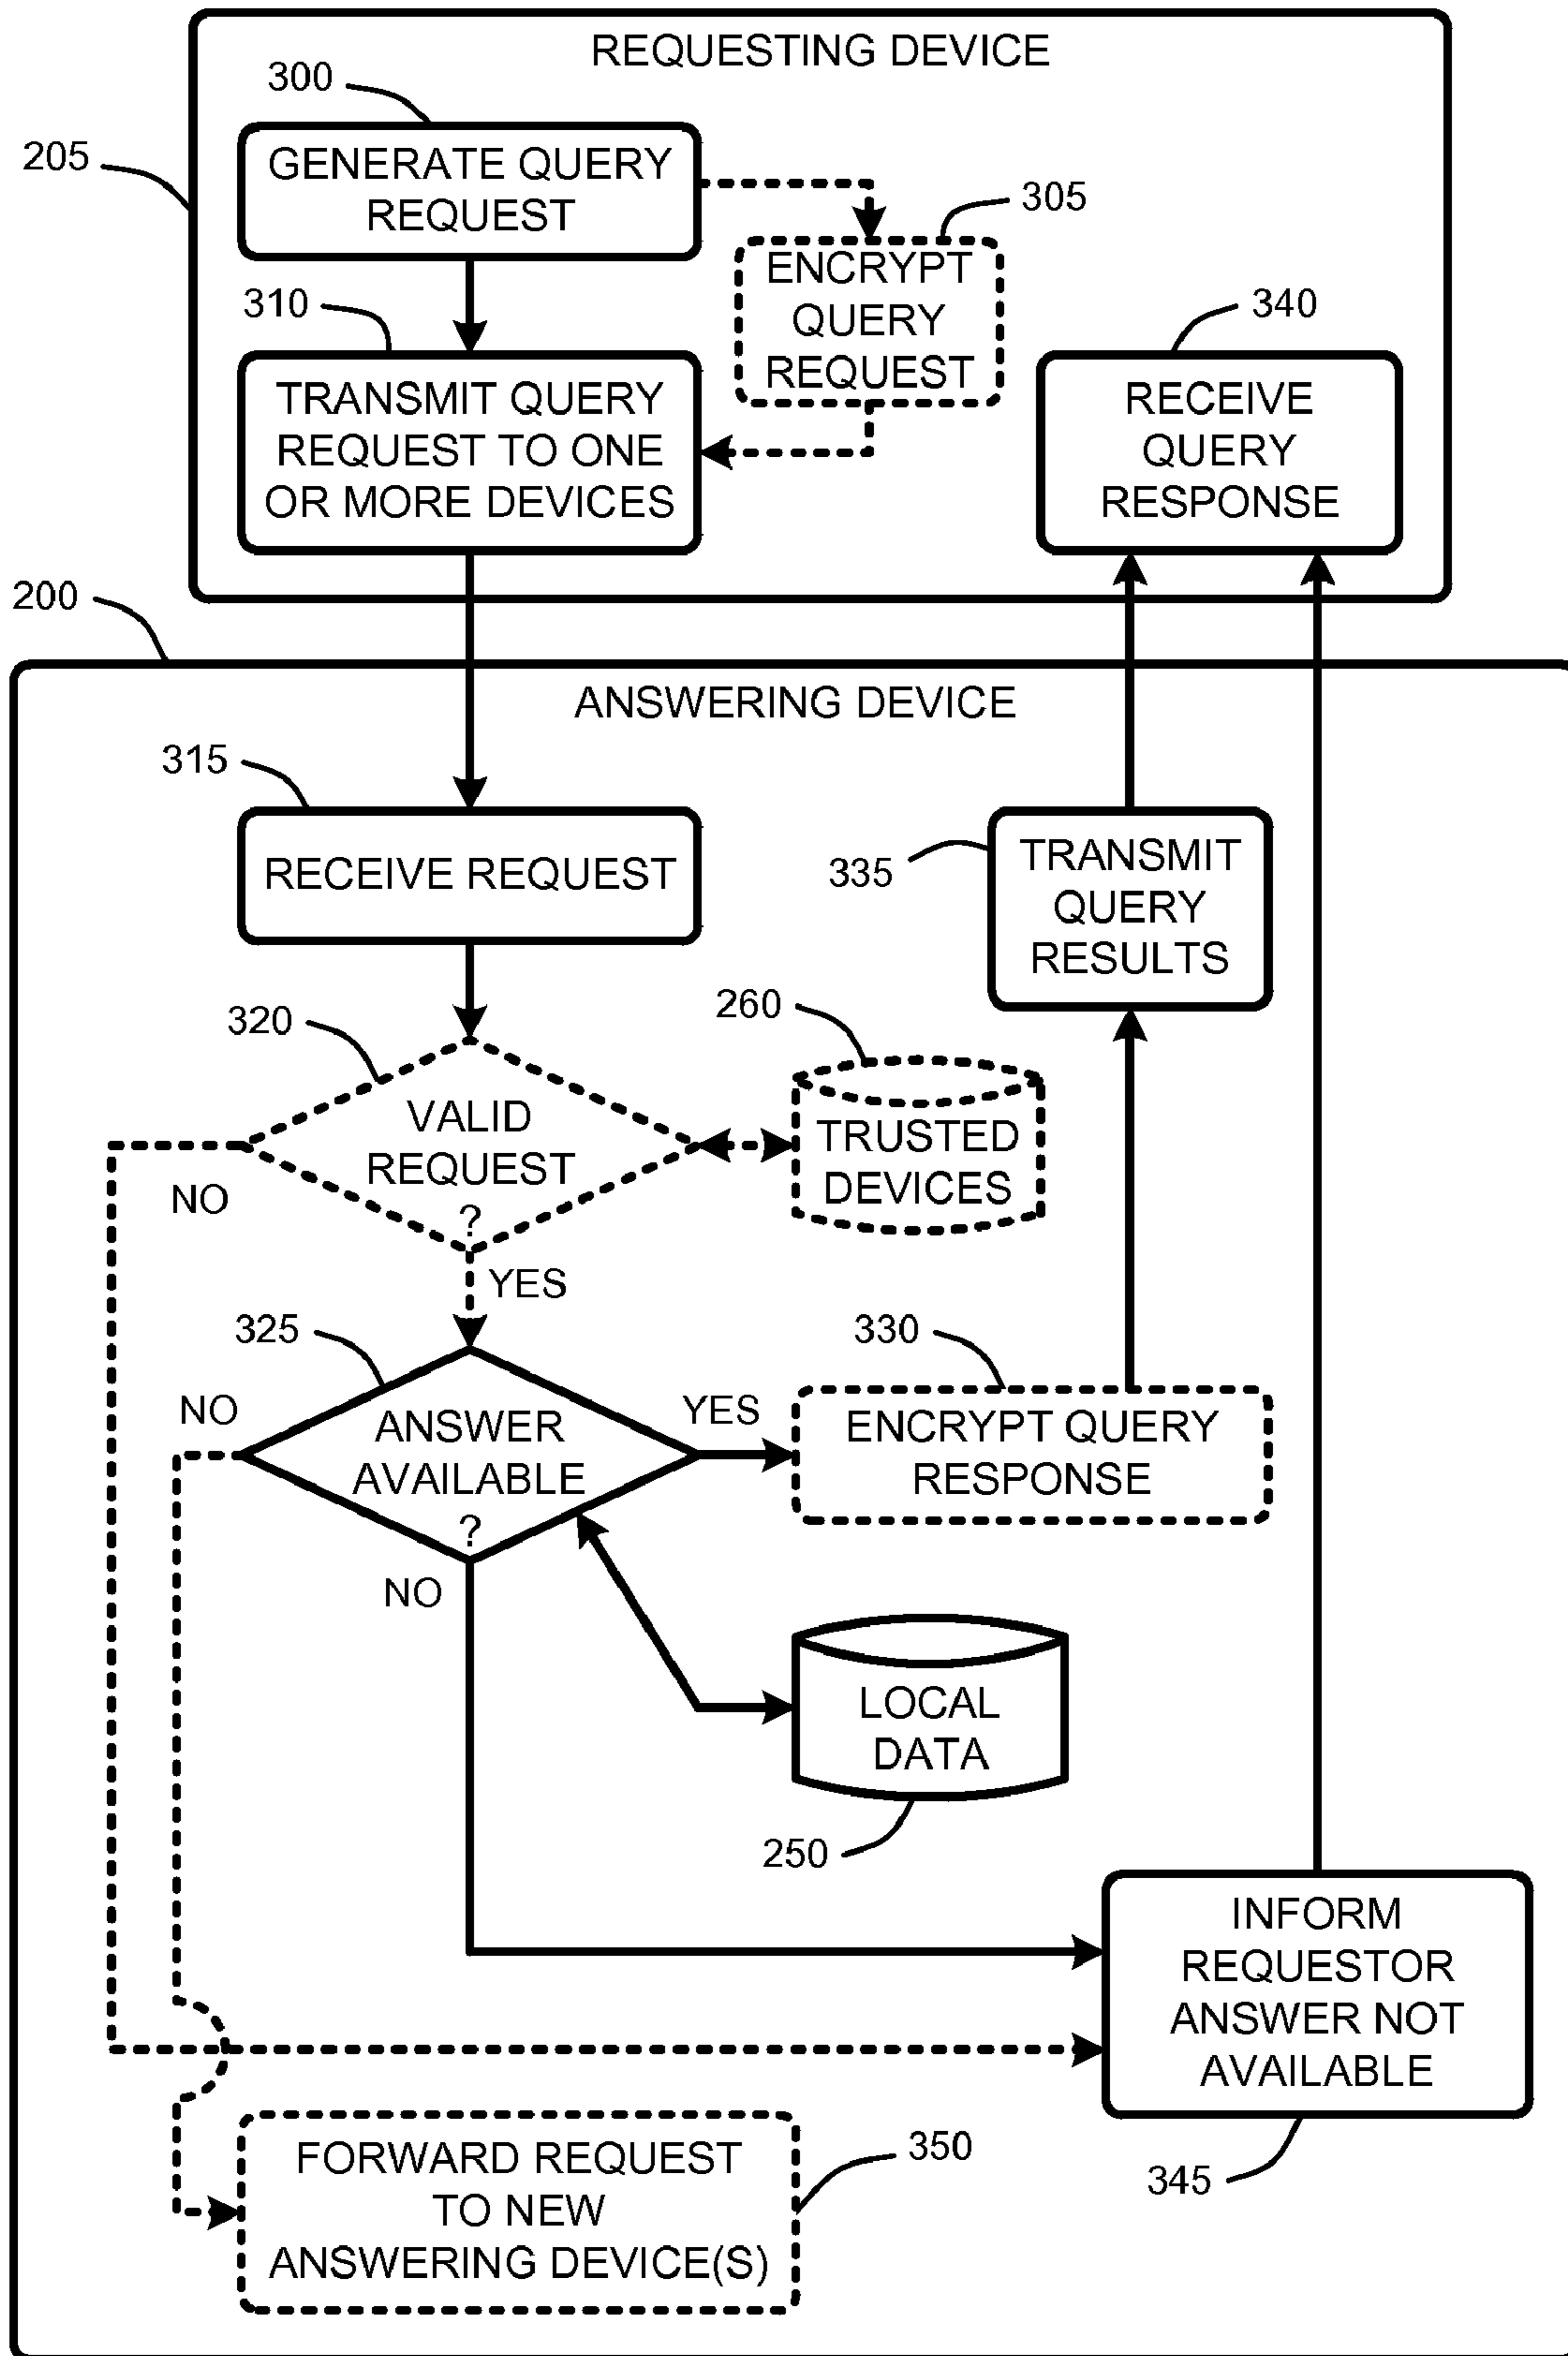 REQUESTING DEVICE
300
205
GENERATE QUERY
REQUEST
305
ENCRYPT
QUERY
REQUEST
310
TRANSMIT QUERY
REQUEST TO ONE
OR MORE DEVICES
340
RECEIVE
QUERY
RESPONSE
200
ANSWERING DEVICE
315
RECEIVE REQUEST
335
TRANSMIT
QUERY
RESULTS
320
VALID
REQUEST
?
260
TRUSTED
DEVICES
NO
YES
325
NO
ANSWER
AVAILABLE
?
YES
330
ENCRYPT QUERY
RESPONSE
NO
LOCAL
DATA
250
INFORM
REQUESTOR
ANSWER NOT
AVAILABLE
345
FORWARD REQUEST
TO NEW
ANSWERING DEVICE(S)
350